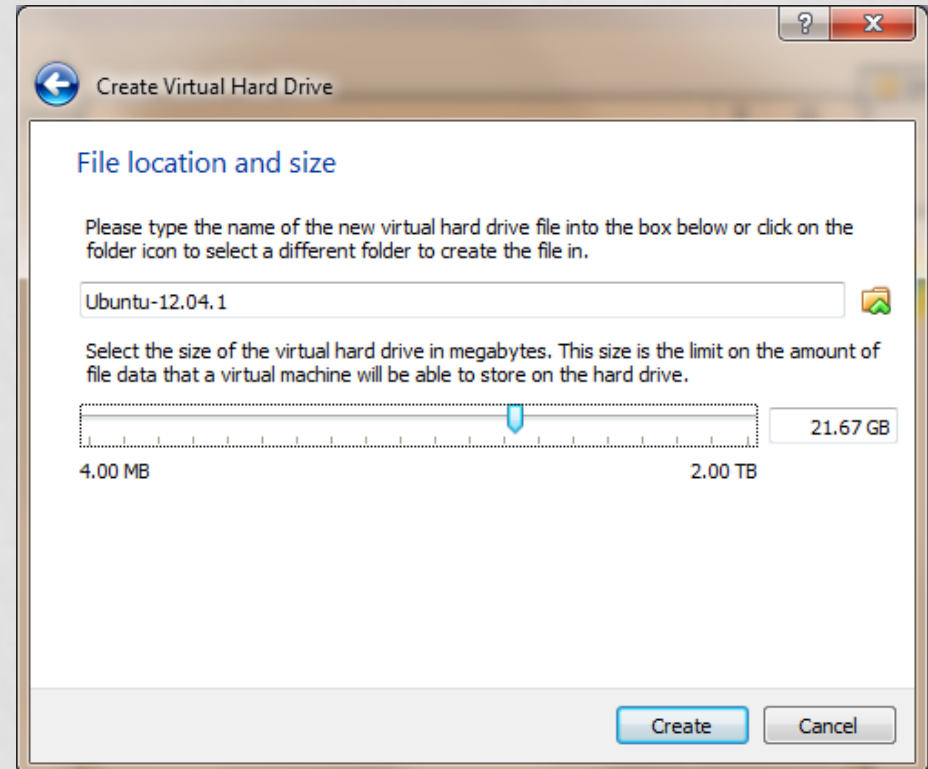 Create Virtual Hard Drive
File location and size
Please type the name of the new virtual hard drive file into the box below or click on the
folder icon to select a different folder to create the file in.
Ubuntu-12.04.1
Select the size of the virtual hard drive in megabytes. This size is the limit on the amount of
file data that a virtual machine will be able to store on the hard drive.
21.67 GB
4.00 MB 2.00 TB
Create Cancel